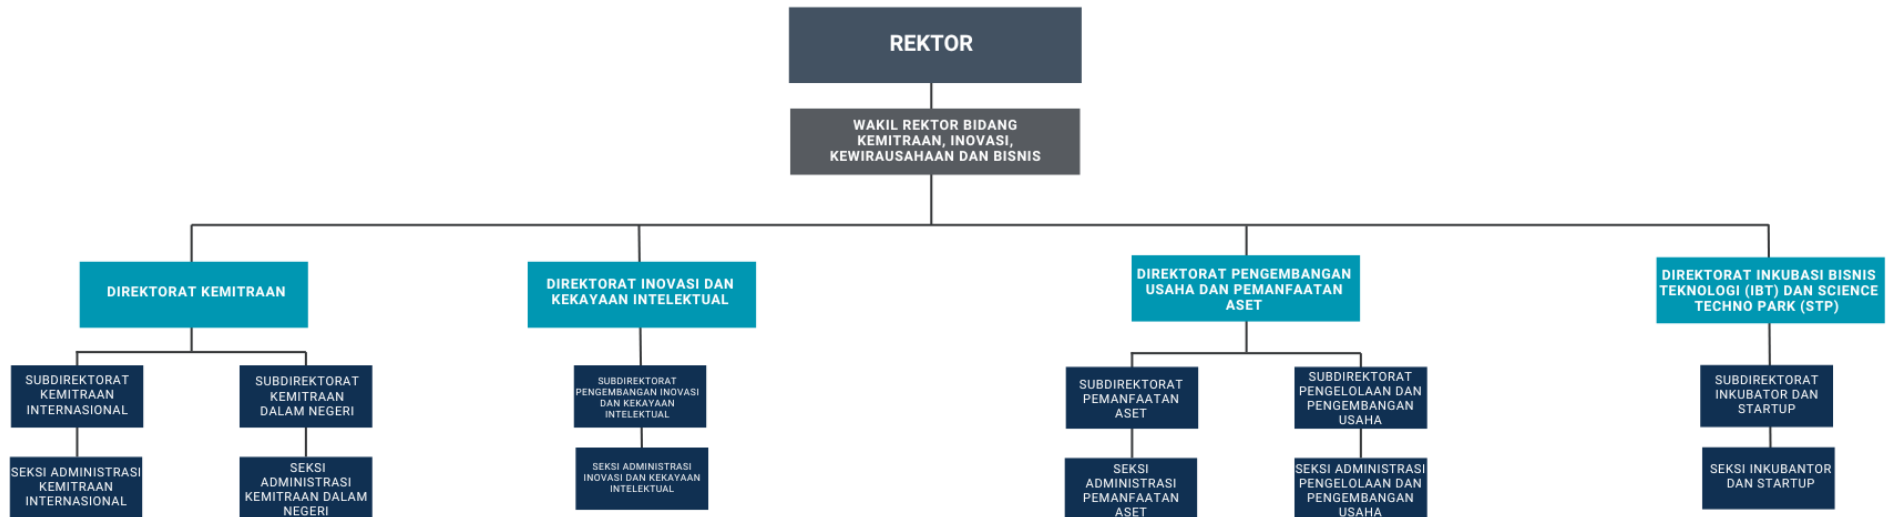 REKTOR
WAKIL REKTOR BIDANG
KEMITRAAN, INOVASI,
KEWIRAUSAHAAN DAN BISNIS
DIREKTORAT KEMITRAAN
DIREKTORAT INOVASI DAN
KEKAYAAN INTELEKTUAL
DIREKTORAT PENGEMBANGAN
USAHA DAN PEMANFAATAN
ASET
DIREKTORAT INKUBASI BISNIS
TEKNOLOGI (IBT) DAN SCIENCE
TECHNO PARK (STP)
SUBDIREKTORAT
KEMITRAAN
INTERNASIONAL
SUBDIREKTORAT
KEMITRAAN
DALAM NEGERI
SUBDIREKTORAT
PENGEMBANGAN INOVASI
DAN KEKAYAAN
INTELEKTUAL
SUBDIREKTORAT
PEMANFAATAN
ASET
SUBDIREKTORAT
PENGELOLAAN DAN
PENGEMBANGAN
USAHA
SUBDIREKTORAT
INKUBATOR DAN
STARTUP
SEKSI ADMINISTRASI
KEMITRAAN
INTERNASIONAL
SEKSI
ADMINISTRASI
KEMITRAAN DALAM
NEGERI
SEKSI ADMINISTRASI
INOVASI DAN KEKAYAAN
INTELEKTUAL
SEKSI
ADMINISTRASI
PEMANFAATAN
ASET
SEKSI ADMINISTRASI
PENGELOLAAN DAN
PENGEMBANGAN
USAHA
SEKSI INKUBANTOR
DAN STARTUP